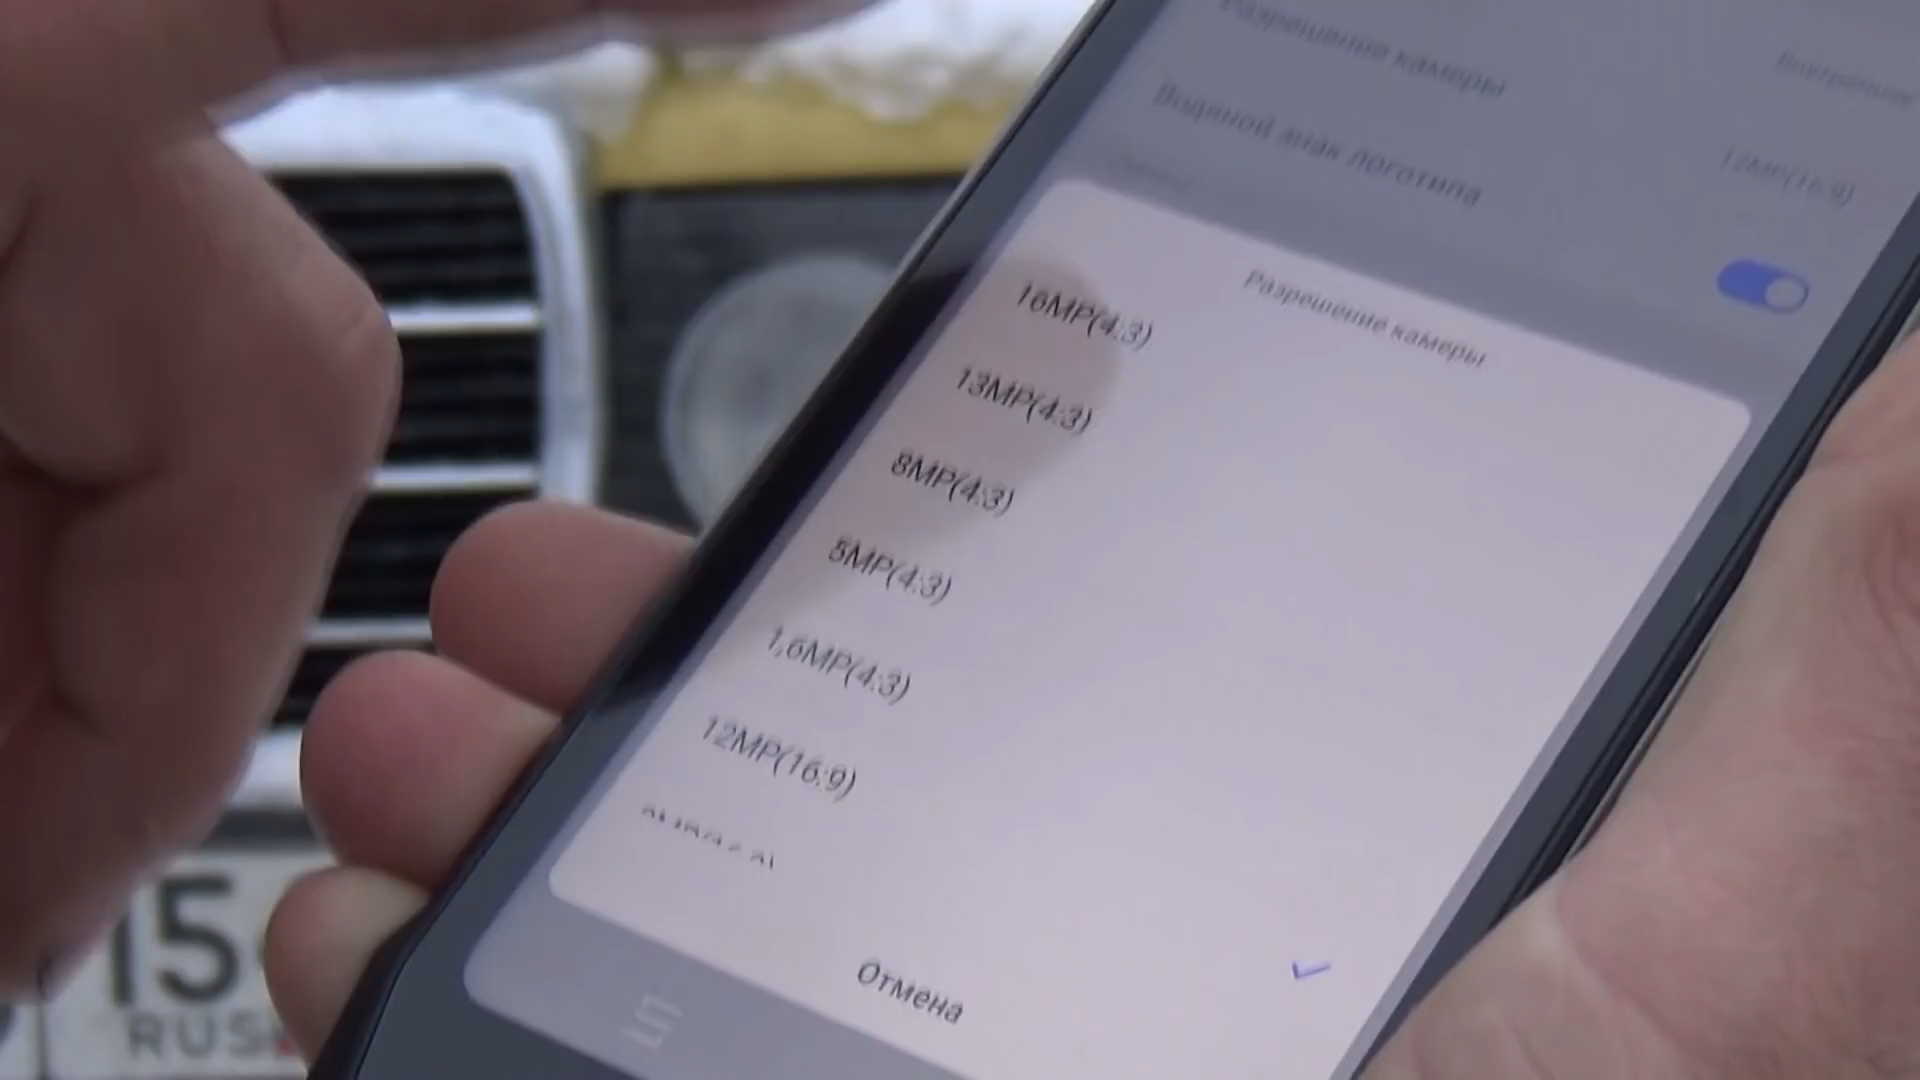 Разрешение камеры
Водяной знак логотипа
12MP(16:9)
Разрешение камеры
16MP(4:3)
13MP(4:3)
8MP(4:3)
5MP(4:3)
1,6MP(4:3)
12MP(16:9)
Отмена
15
RUS